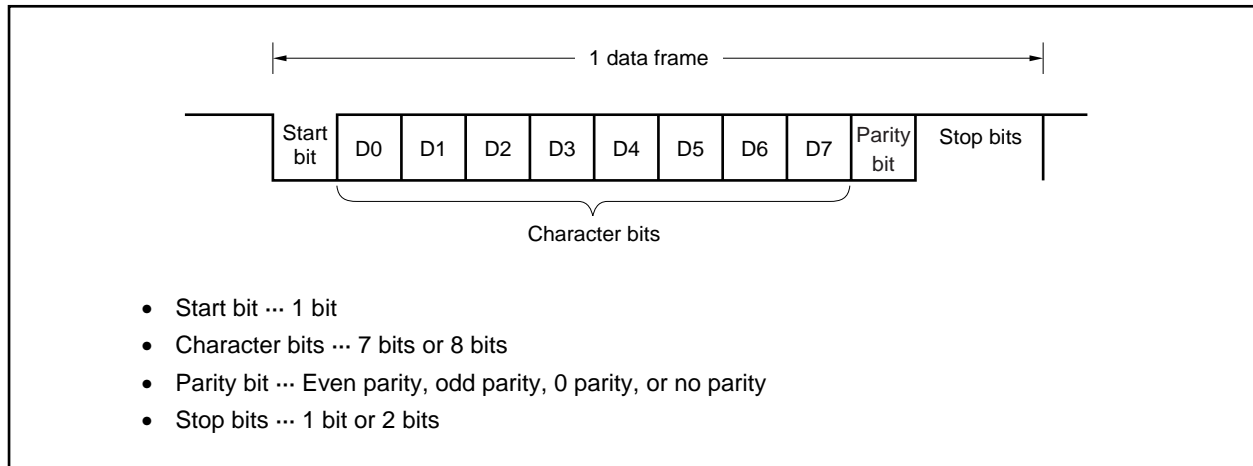 1 data frame
Start bit D0 D1 D2 D3 D4 D5 D6 D7 Parity bit Stop bits
Character bits
• Start bit ··· 1 bit
• Character bits ··· 7 bits or 8 bits
• Parity bit ··· Even parity, odd parity, 0 parity, or no parity
• Stop bits ··· 1 bit or 2 bits